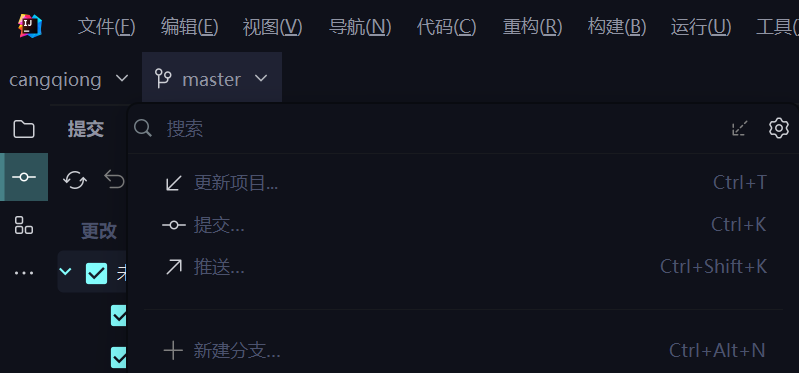 文件(F) 编辑(E) 视图(V) 导航(N) 代码(C) 重构(R) 构建(B) 运行(U) 工具(
cangqiong master
提交 搜索
更新项目... Ctrl+T
提交... Ctrl+K
更改
推送... Ctrl+Shift+K
新建分支... Ctrl+Alt+N